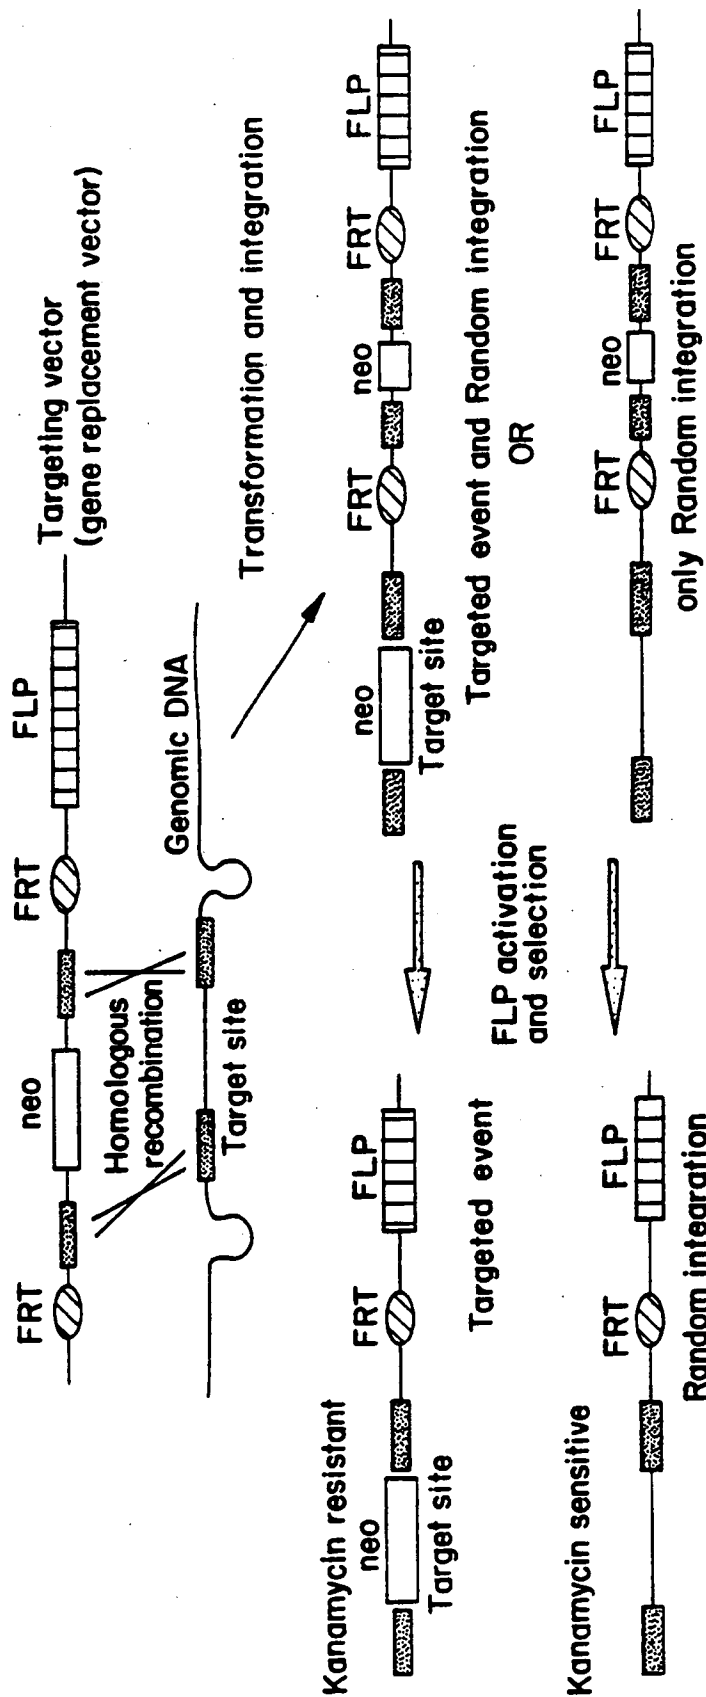 Targeting vector
(gene replacement vector)
FRT
neo
FRT
FLP
Homologous
recombination
Target site
Genomic DNA
Transformation and integration
Kanamycin resistant
neo
Target site
FRT
FLP
Targeted event
FLP activation
and selection
neo
Target site
FRT
neo
FRT
FLP
Targeted event and Random integration
OR
Kanamycin sensitive
FRT
FLP
Random integration
FRT
neo
FRT
FLP
only Random integration